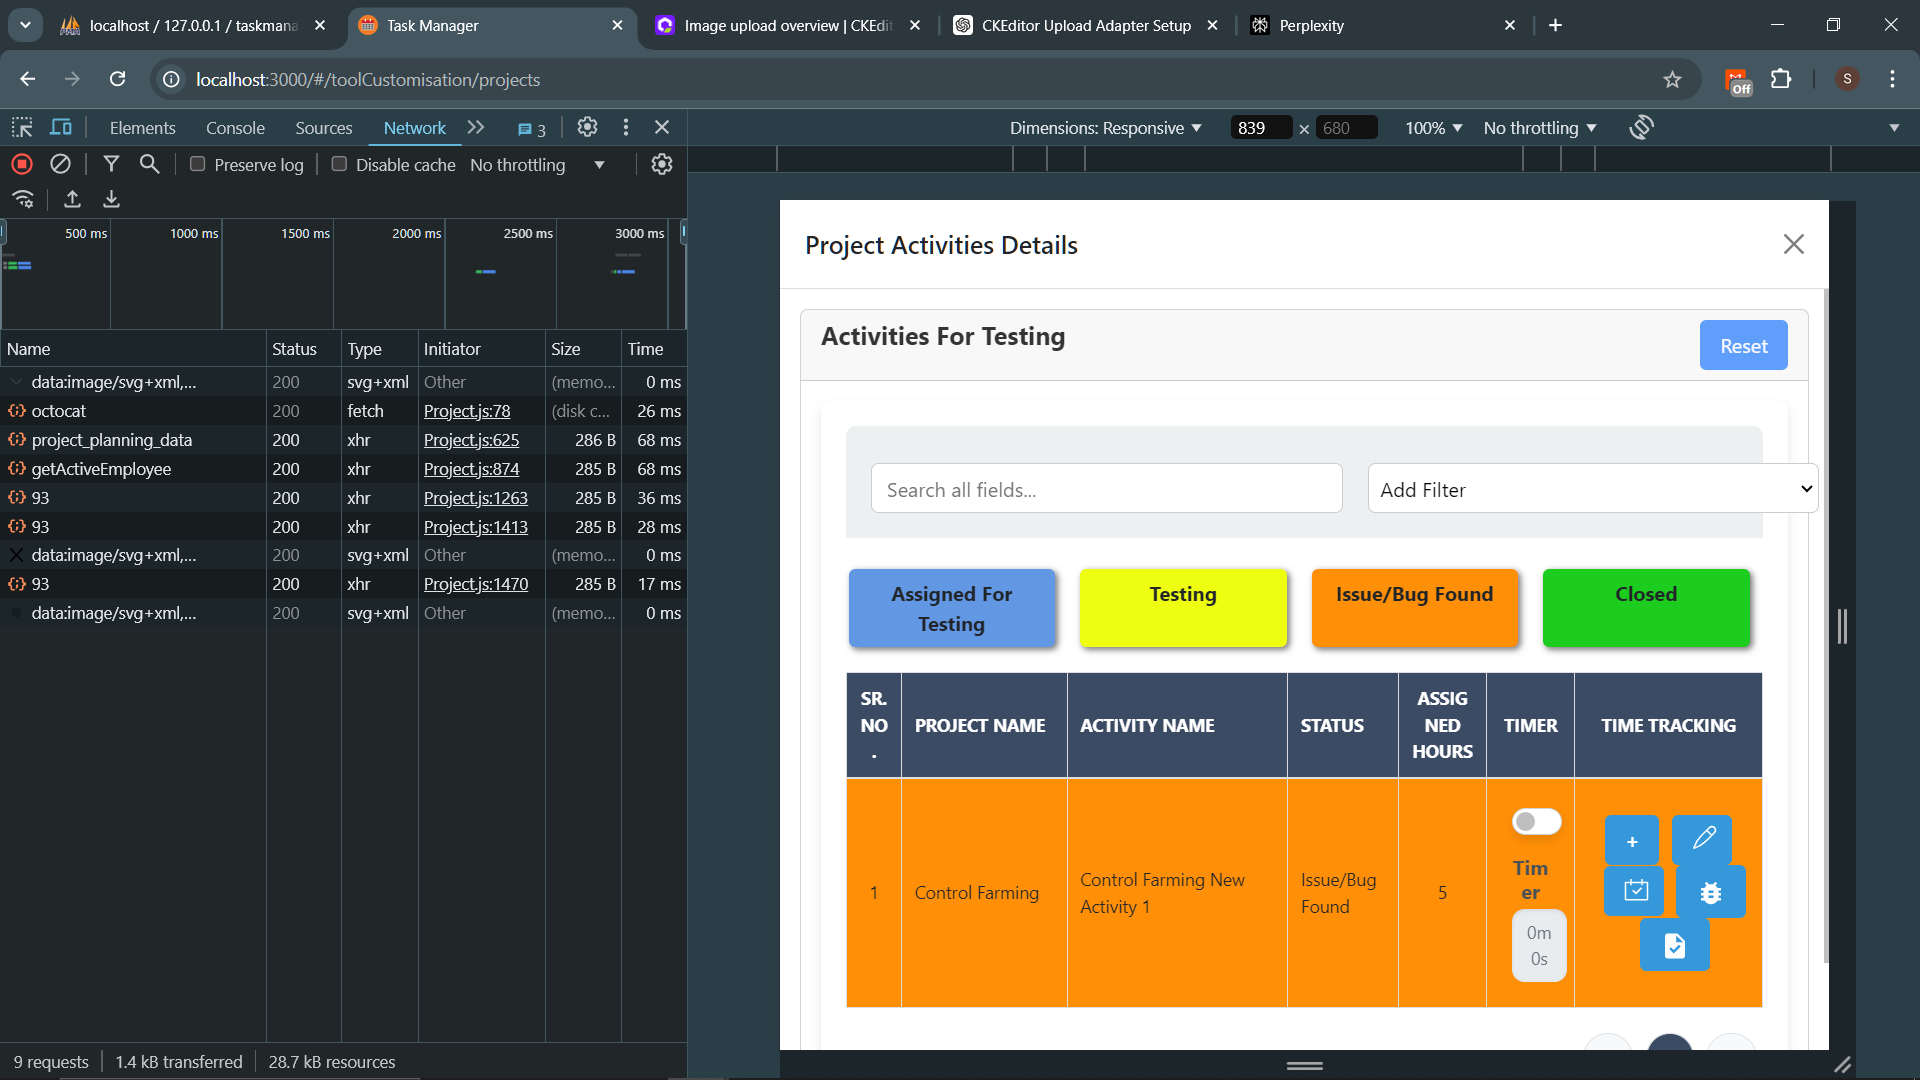 localhost / 127.0.0.1 / taskmana
Task Manager
Image upload overview | CKEdit
CKEditor Upload Adapter Setup
Perplexity
localhost:3000/#/toolCustomisation/projects
Off
S
Elements Console Sources Network 3
Dimensions: Responsive 839 × 680 100% No throttling
Preserve log Disable cache No throttling
500 ms 1000 ms 1500 ms 2000 ms 2500 ms 3000 ms
Name Status Type Initiator Size Time
data:image/svg+xml,... 200 svg+xml Other (memo... 0 ms
octocat 200 fetch Project.js:78 (disk c... 26 ms
project_planning_data 200 xhr Project.js:625 286 B 68 ms
getActiveEmployee 200 xhr Project.js:874 285 B 68 ms
93 200 xhr Project.js:1263 285 B 36 ms
93 200 xhr Project.js:1413 285 B 28 ms
data:image/svg+xml,... 200 svg+xml Other (memo... 0 ms
93 200 xhr Project.js:1470 285 B 17 ms
data:image/svg+xml,... 200 svg+xml Other (memo... 0 ms
9 requests 1.4 kB transferred 28.7 kB resources
Project Activities Details
Activities For Testing
Reset
Search all fields...
Add Filter
Assigned For
Testing
Testing
Issue/Bug Found
Closed
SR.
NO
.
PROJECT NAME
ACTIVITY NAME
STATUS
ASSIG
NED
HOURS
TIMER
TIME TRACKING
1
Control Farming
Control Farming New
Activity 1
Issue/Bug
Found
5
Tim
er
0m
0s
+